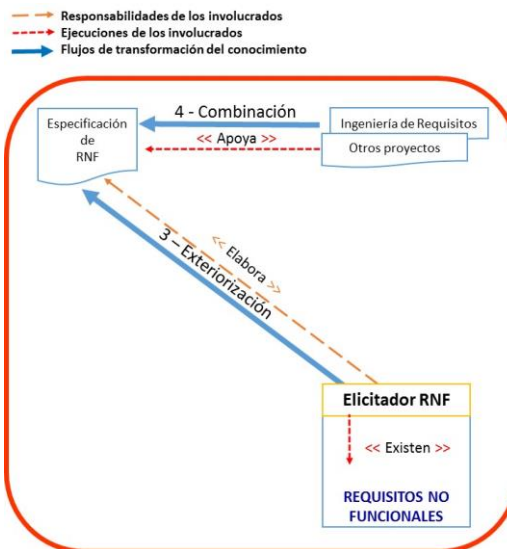 Responsabilidades de los involucrados
Ejecuciones de los involucrados
Flujos de transformación del conocimiento
Especificación
de
RNF
4 - Combinación
<< Apoya >>
Ingeniería de Requisitos
Otros proyectos
<< Elabora >>
3 – Exteriorización
Elicitador RNF
<< Existen >>
REQUISITOS NO
FUNCIONALES